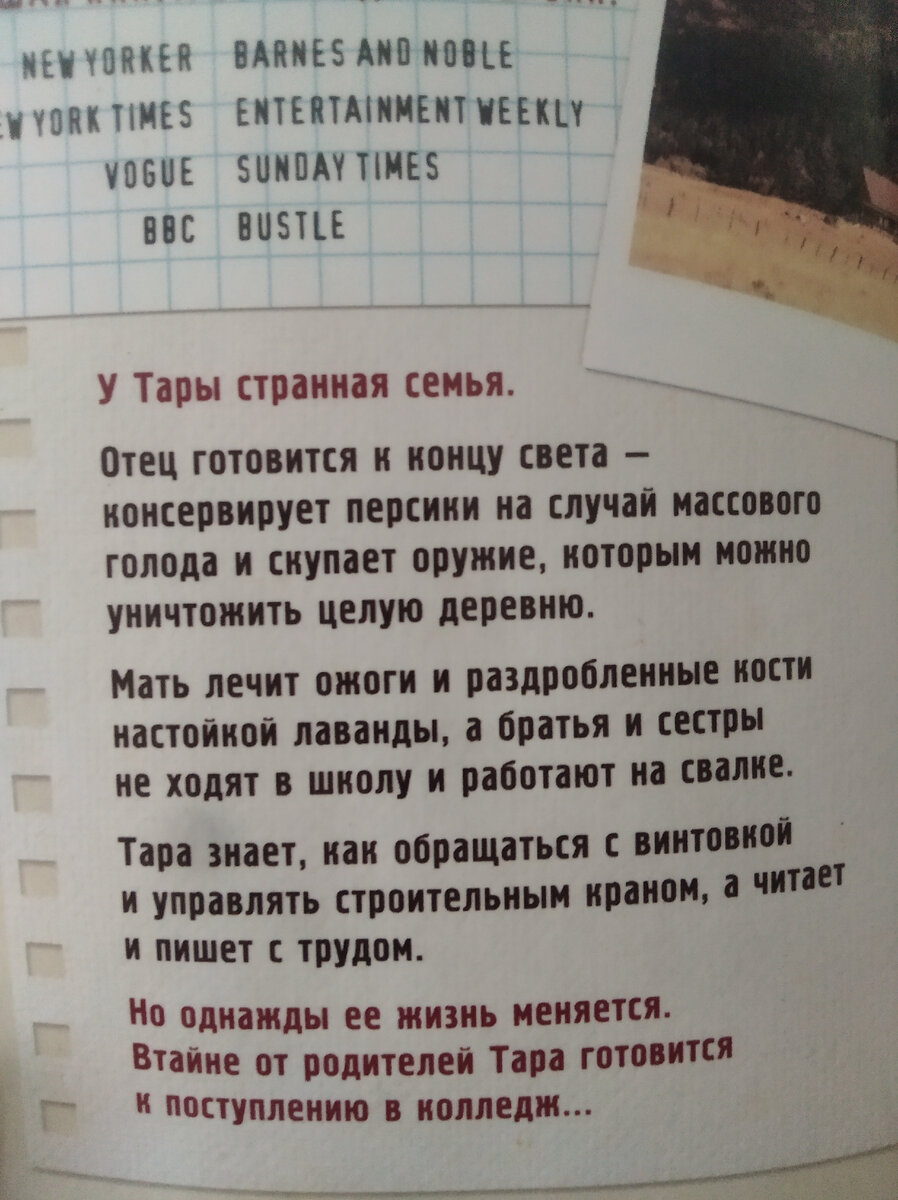 NEW YORKER BARNES AND NOBLE
YORK TIMES ENTERTAINMENT WEEKLY
VOGUE SUNDAY TIMES
BBC BUSTLE
У Тары странная семья.
Отец готовится к концу света –
консервирует персики на случай массового
голода и скупает оружие, которым можно
уничтожить целую деревню.
Мать лечит ожоги и раздробленные кости
настойкой лаванды, а братья и сестры
не ходят в школу и работают на свалке.
Тара знает, как обращаться с винтовкой
и управлять строительным краном, а читает
и пишет с трудом.
Но однажды ее жизнь меняется.
Втайне от родителей Тара готовится
к поступлению в колледж...